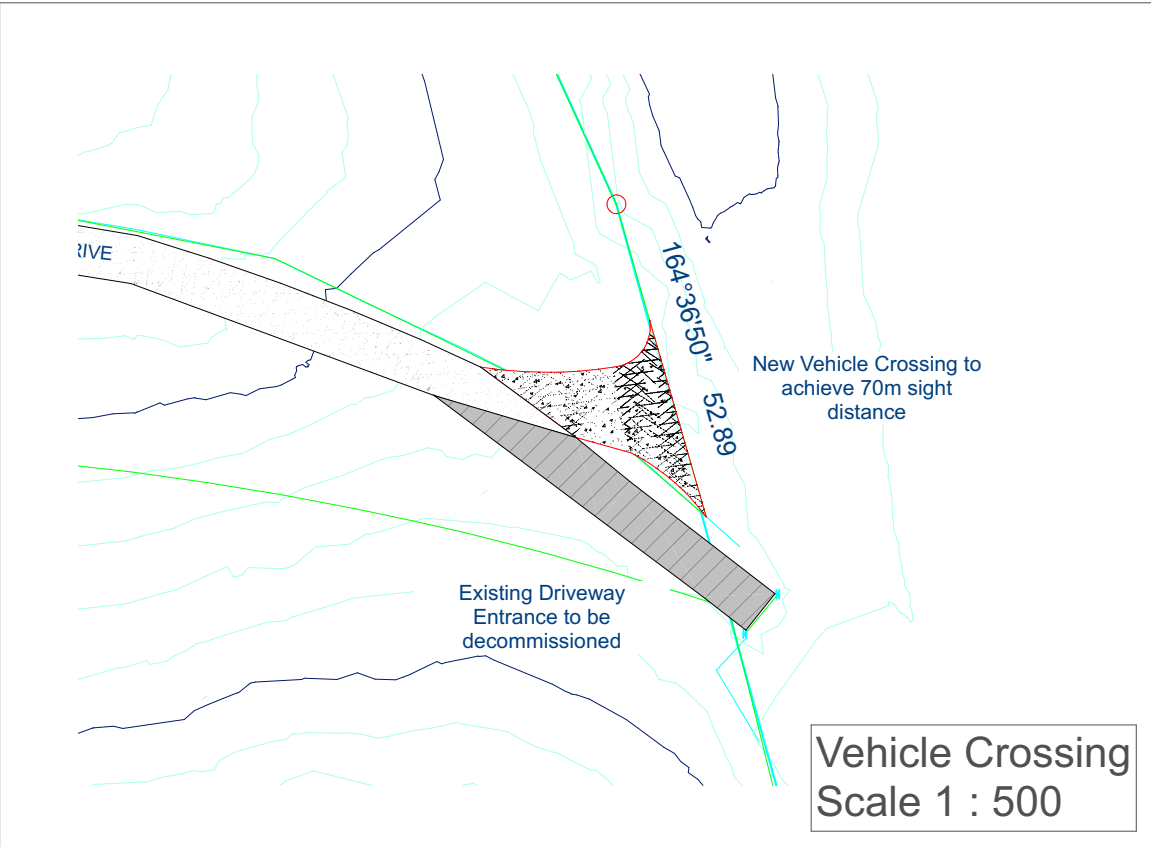 RIVE
164°36'50" 52.89
New Vehicle Crossing to
achieve 70m sight
distance
Existing Driveway
Entrance to be
decommissioned
Vehicle Crossing
Scale 1 : 500